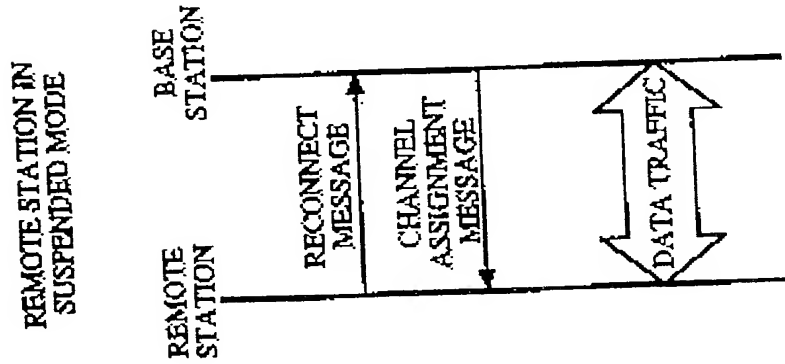 REMOTE STATION IN
SUSPENDED MODE
REMOTE
STATION
BASE
STATION
RECONNECT
MESSAGE
CHANNEL
ASSIGNMENT
MESSAGE
DATA TRAFFIC